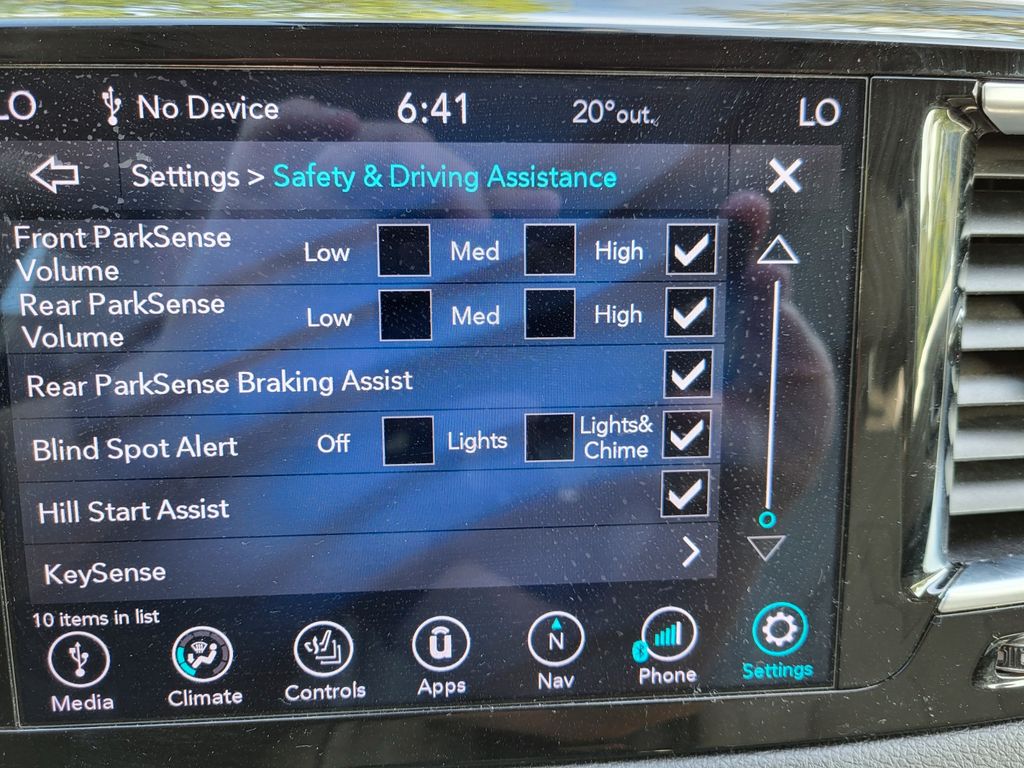 LO No Device 6:41 20°out. LO
Settings > Safety & Driving Assistance
Front ParkSense
Volume Low Med High
Rear ParkSense
Volume Low Med High
Rear ParkSense Braking Assist
Blind Spot Alert Off Lights Lights&
Chime
Hill Start Assist
KeySense
10 items in list
Media Climate Controls Apps Nav Phone Settings
N